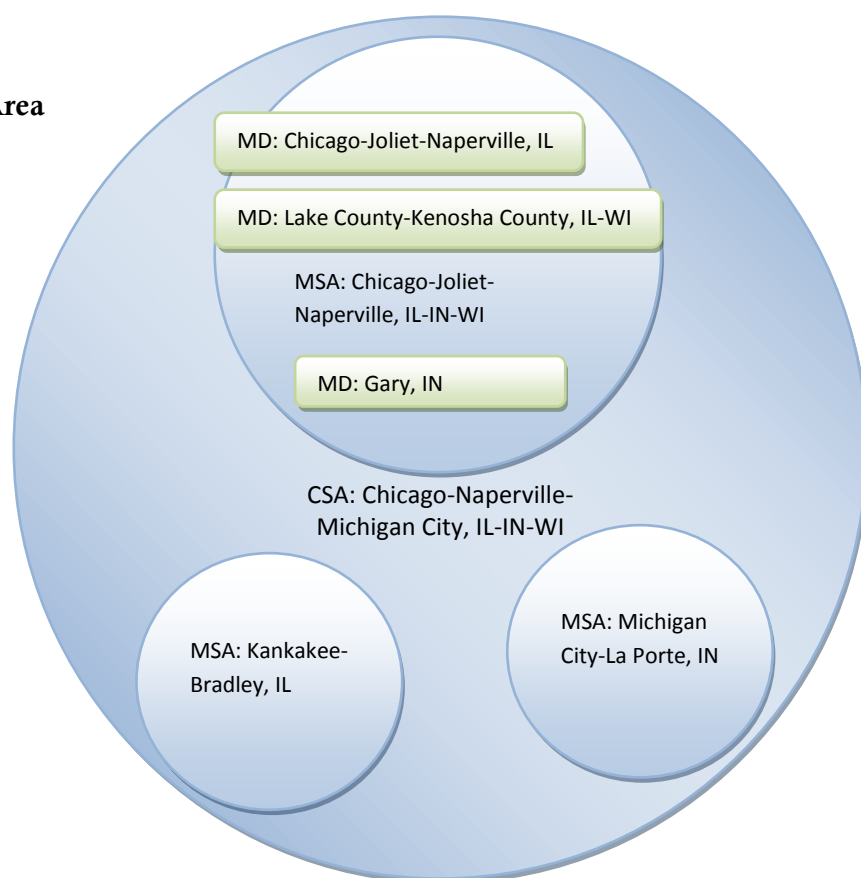 Area
MD: Chicago-Joliet-Naperville, IL
MD: Lake County-Kenosha County, IL-WI
MSA: Chicago-Joliet-
Naperville, IL-IN-WI
MD: Gary, IN
CSA: Chicago-Naperville-
Michigan City, IL-IN-WI
MSA: Michigan
City-La Porte, IN
MSA: Kankakee-
Bradley, IL